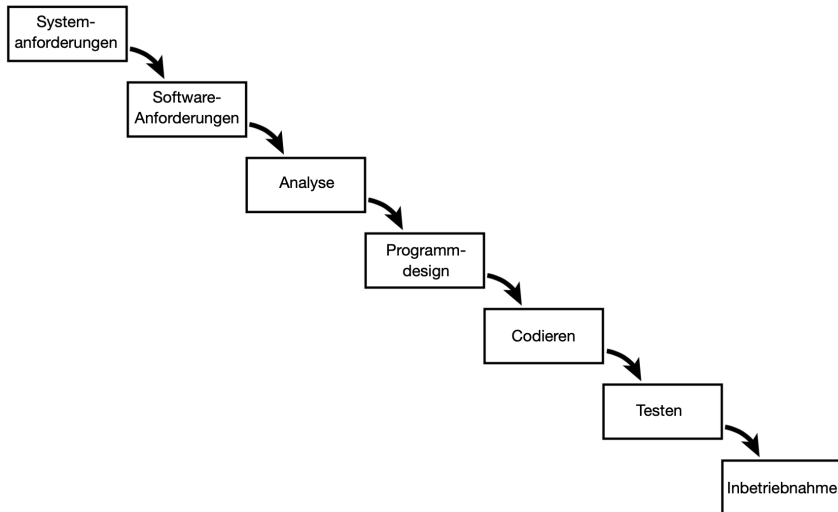 System-
anforderungen
Software-
Anforderungen
Analyse
Programm-
design
Codieren
Testen
Inbetriebnahme